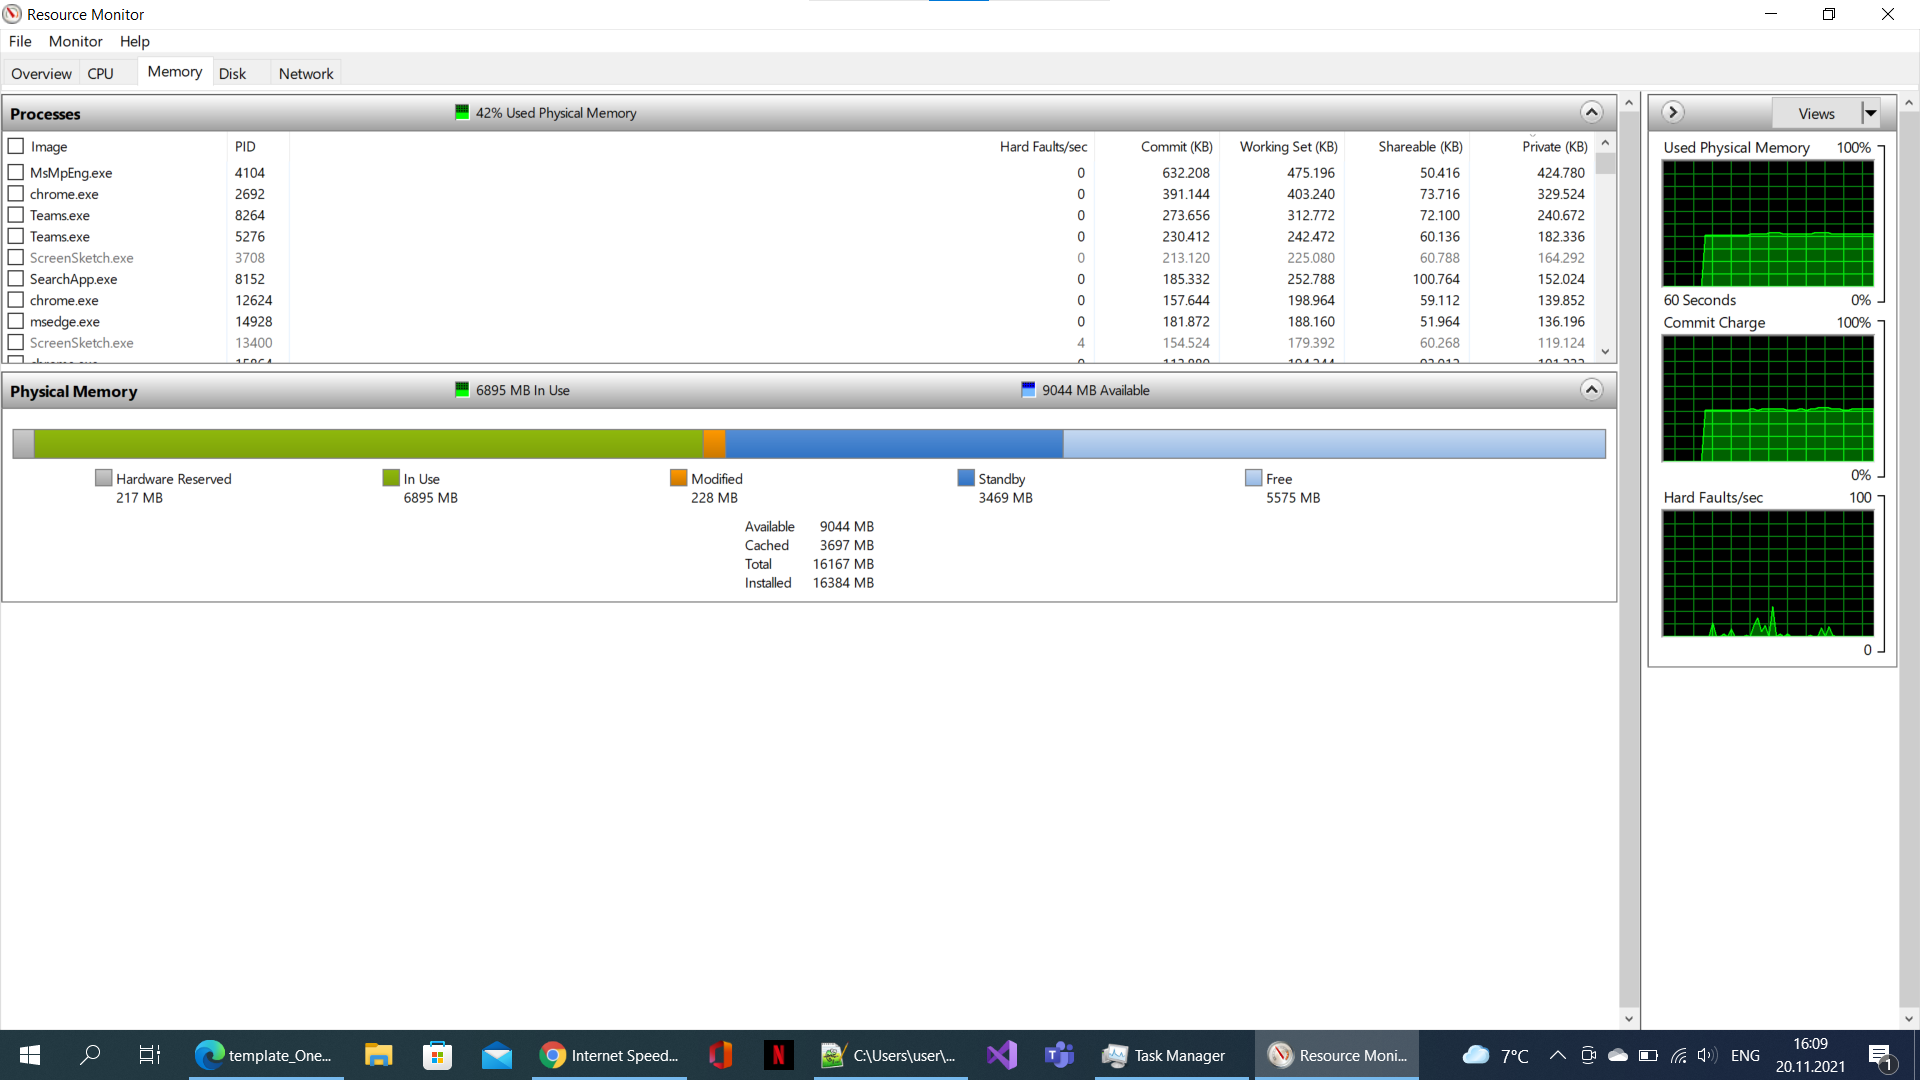 Resource Monitor
File Monitor Help
Overview CPU Memory Disk Network
Processes 42% Used Physical Memory
Image PID Hard Faults/sec Commit (KB) Working Set (KB) Shareable (KB) Private (KB)
MsMpEng.exe 4104 0 632.208 475.196 50.416 424.780
chrome.exe 2692 0 391.144 403.240 73.716 329.524
Teams.exe 8264 0 273.656 312.772 72.100 240.672
Teams.exe 5276 0 230.412 242.472 60.136 182.336
ScreenSketch.exe 3708 0 213.120 225.080 60.788 164.292
SearchApp.exe 8152 0 185.332 252.788 100.764 152.024
chrome.exe 12624 0 157.644 198.964 59.112 139.852
msedge.exe 14928 0 181.872 188.160 51.964 136.196
ScreenSketch.exe 13400 4 154.524 179.392 60.268 119.124
Physical Memory 6895 MB In Use 9044 MB Available
Hardware Reserved In Use Modified Standby Free
217 MB 6895 MB 228 MB 3469 MB 5575 MB
Available 9044 MB
Cached 3697 MB
Total 16167 MB
Installed 16384 MB
Views
Used Physical Memory 100%
60 Seconds 0%
Commit Charge 100%
0%
Hard Faults/sec 100
0
template_One... Internet Speed... N C:\Users\user\... Task Manager Resource Moni... 7°C ENG 16:09
20.11.2021 1